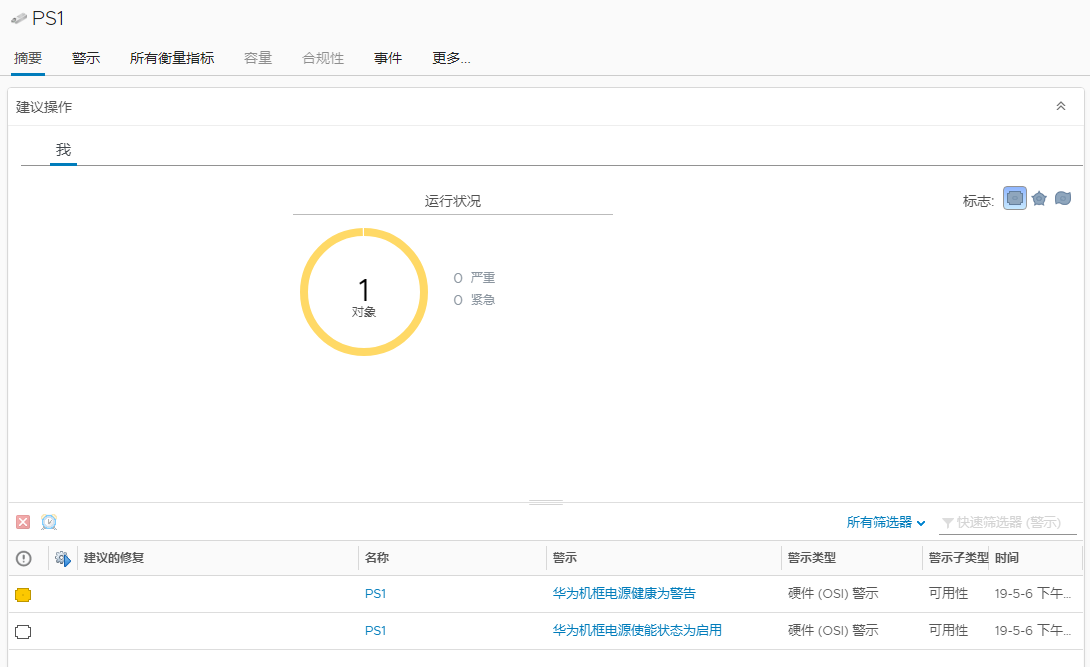 PS1
摘要 警示 所有衡量指标 容量 合规性 事件 更多...
建议操作
我
运行状况
标志:
1
对象
0 严重
0 紧急
所有筛选器 快速筛选器 (警示)
建议的修复 名称 警示 警示类型 警示子类型 时间
PS1 华为机框电源健康为警告 硬件 (OSI) 警示 可用性 19-5-6 下午...
PS1 华为机框电源使能状态为启用 硬件 (OSI) 警示 可用性 19-5-6 下午...